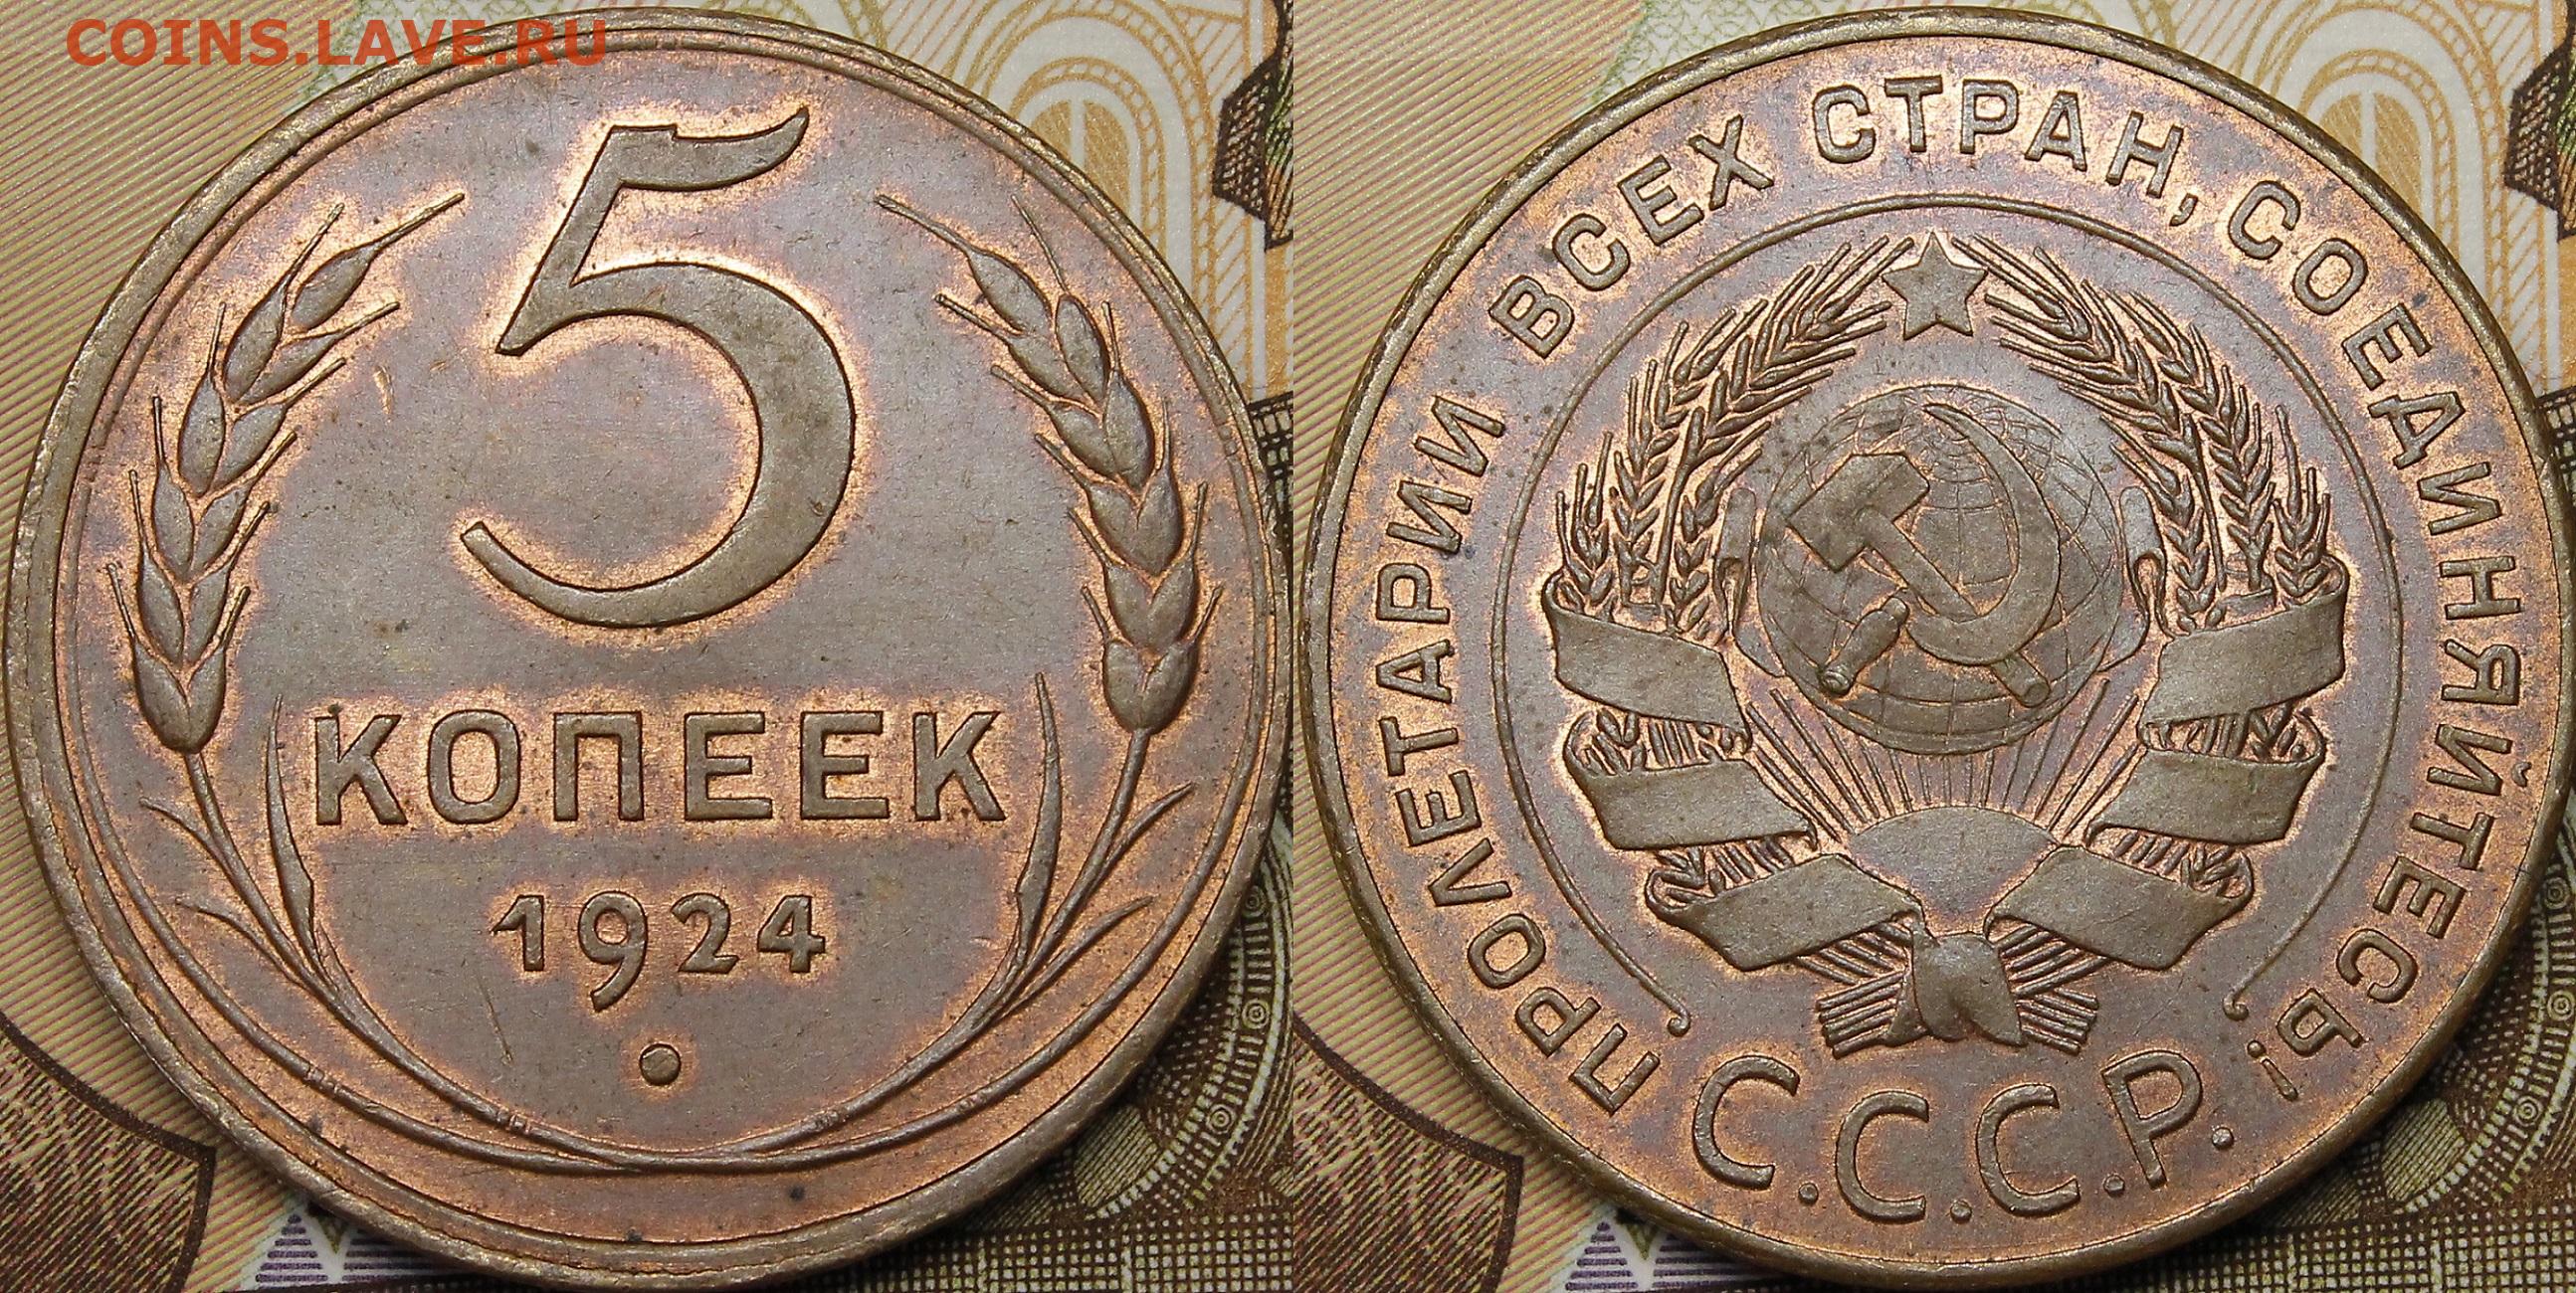 COINS.LAVE.RU
5
КОПЕЕК
1924
ПРОЛЕТАРИИ ВСЕХ СТРАН, СОЕДИНЯЙТЕСЬ!
С.С.С.Р.